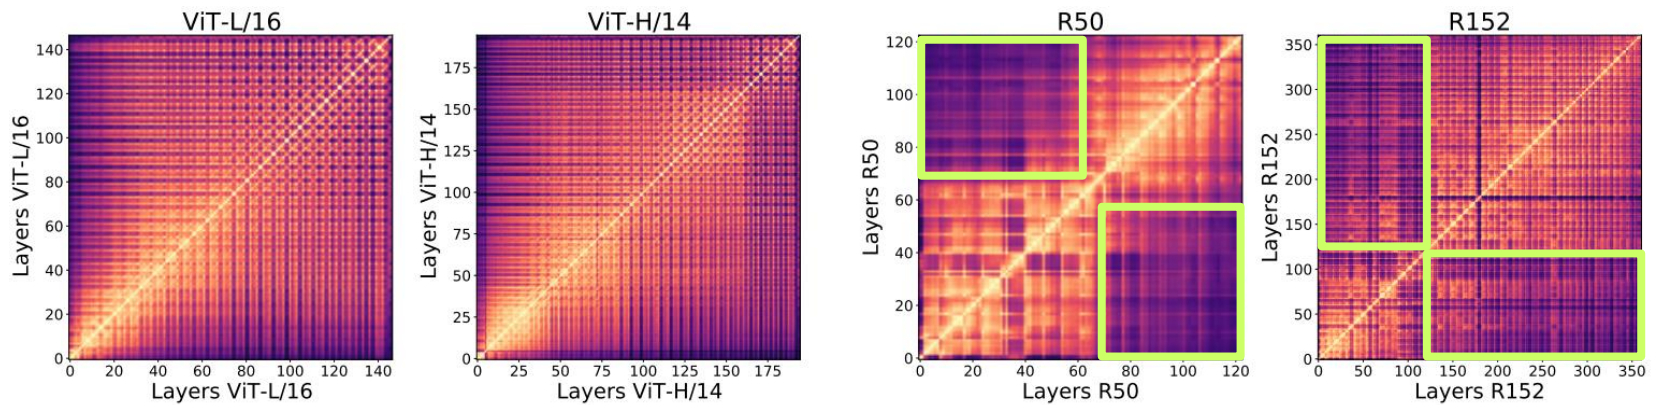 ViT-L/16
Layers ViT-L/16
140
120
100
80
60
40
20
0
0 20 40 60 80 100 120 140
Layers ViT-L/16
ViT-H/14
Layers ViT-H/14
175
150
125
100
75
50
25
0
0 25 50 75 100 125 175
Layers ViT-H/14
R50
Layers R50
120
100
80
60
40
20
0
0 20 40 60 80 100 120
Layers R50
R152
Layers R152
350
300
250
200
150
100
50
0
0 50 100 150 200 250 300 350
Layers R152